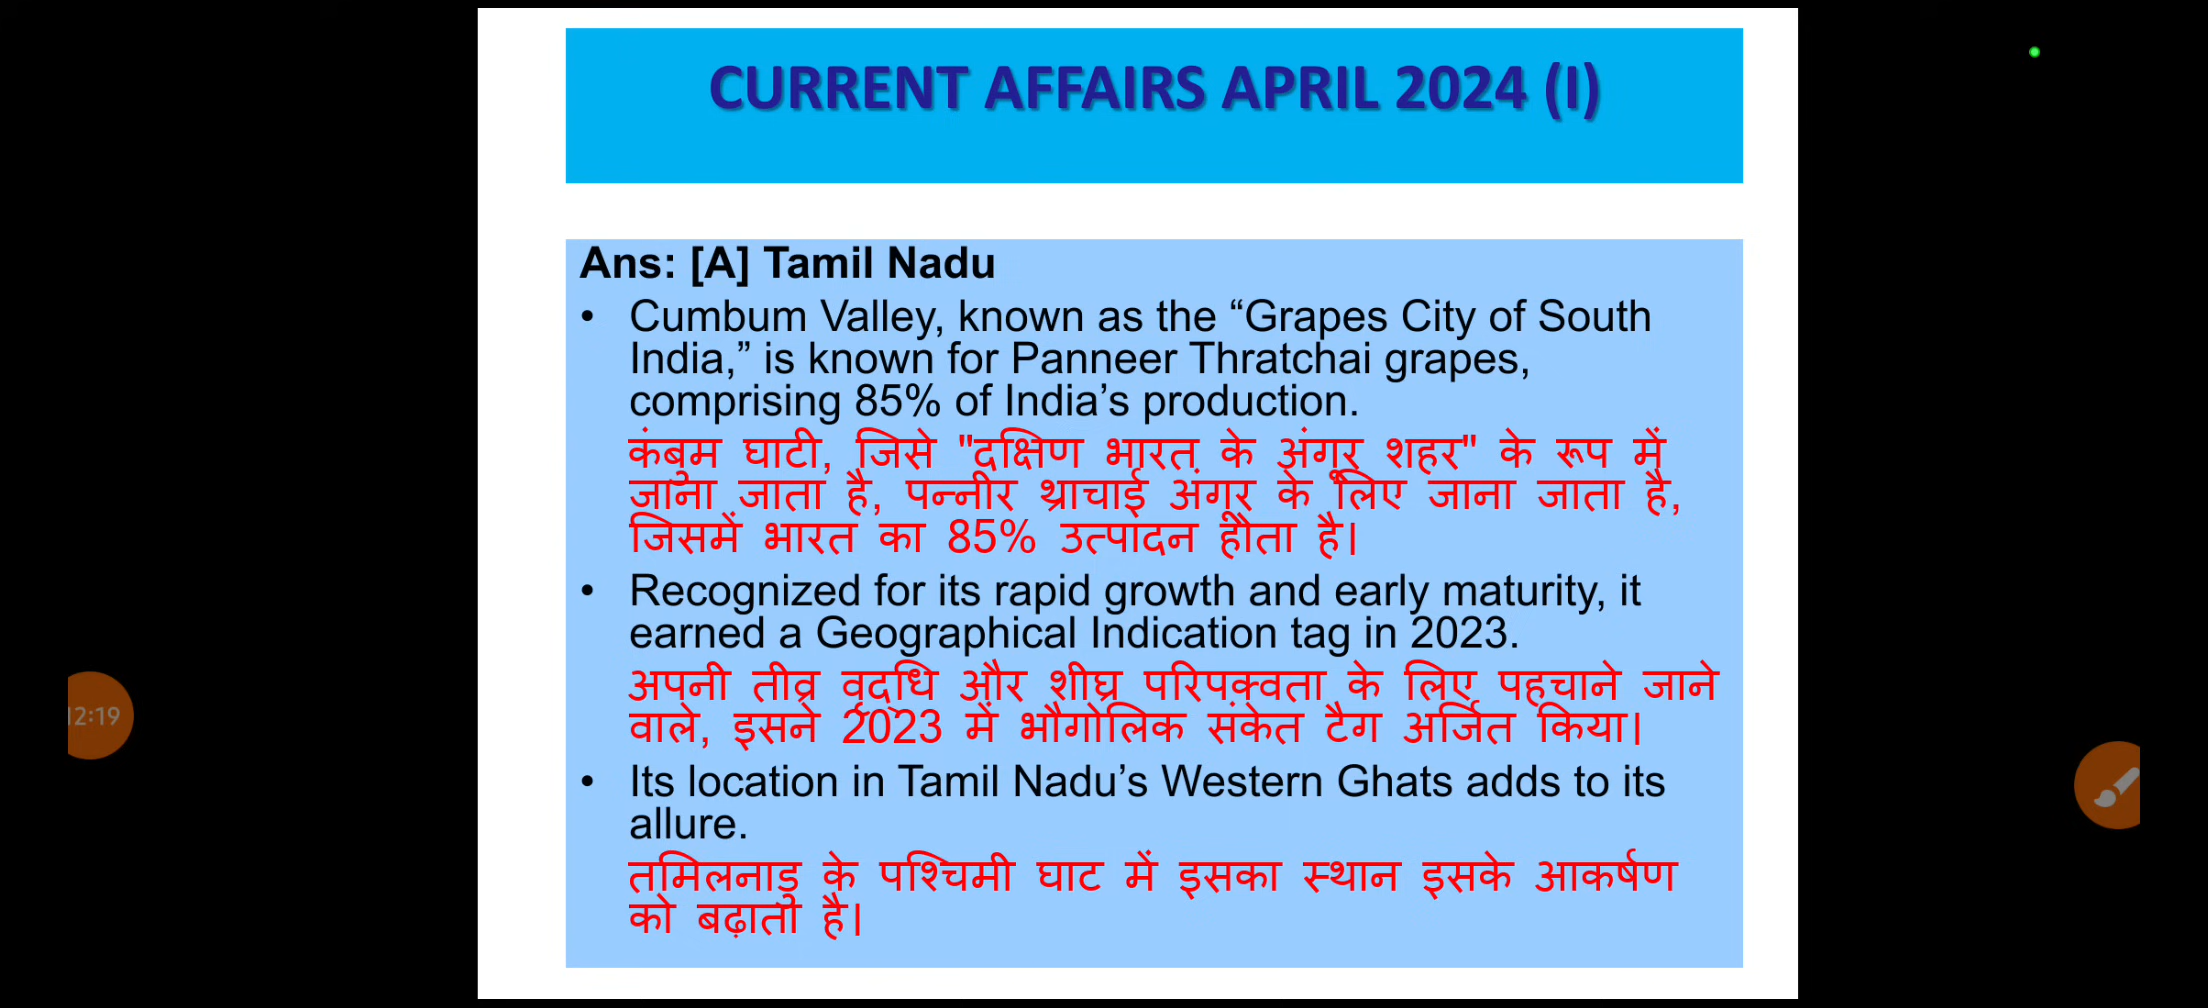 CURRENT AFFAIRS APRIL 2024 (I)
Ans: [A] Tamil Nadu
• Cumbum Valley, known as the “Grapes City of South
India,” is known for Panneer Thratchai grapes,
comprising 85% of India’s production.
कंबुम घाटी, जिसे "दक्षिण भारत के अंगूर शहर" के रूप में
जाना जाता है, पन्नीर थ्राचाई अंगूर के लिए जाना जाता है,
जिसमें भारत का 85% उत्पादन होता है।
• Recognized for its rapid growth and early maturity, it
earned a Geographical Indication tag in 2023.
अपनी तीव्र वृद्धि और शीघ्र परिपक्वता के लिए पहचाने जाने
वाले, इसने 2023 में भौगोलिक संकेत टैग अर्जित किया।
• Its location in Tamil Nadu’s Western Ghats adds to its
allure.
तमिलनाडु के पश्चिमी घाट में इसका स्थान इसके आकर्षण
को बढ़ाता है।
12:19